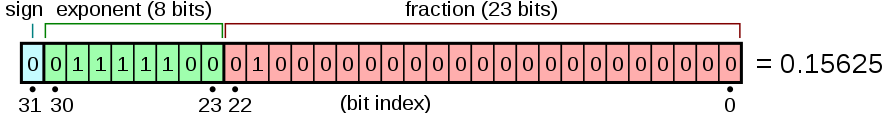 sign exponent (8 bits) fraction (23 bits)
0 0 1 1 1 1 1 0 0 0 1 0 0 0 0 0 0 0 0 0 0 0 0 0 0 0 0 0 0 0 0 0 = 0.15625
31 30 23 22 (bit index) 0